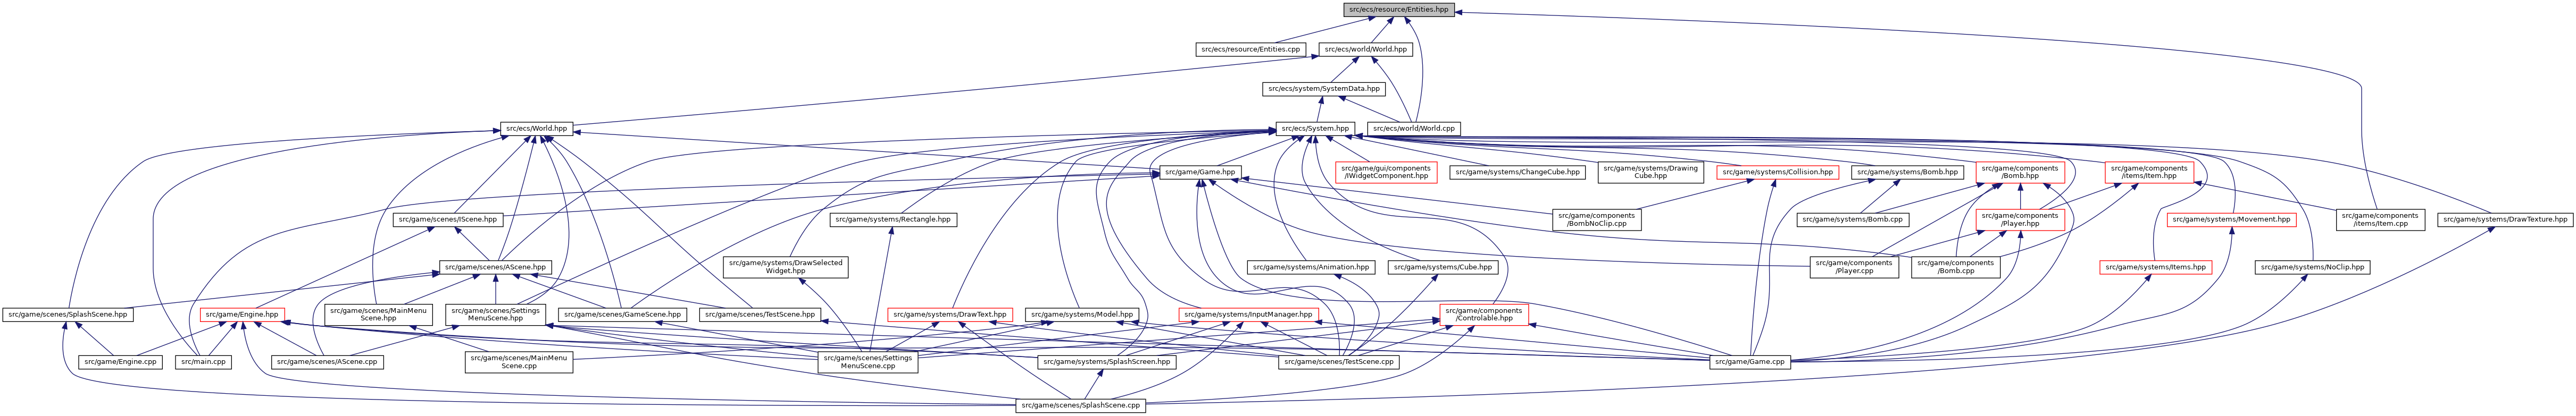 src/ecs/resource/Entities.hpp
src/ecs/resource/Entities.cpp
src/ecs/world/World.hpp
src/ecs/system/SystemData.hpp
src/ecs/World.hpp
src/ecs/System.hpp
src/ecs/world/World.cpp
src/game/Game.hpp
src/game/gui/components
/IWidgetComponent.hpp
src/game/systems/ChangeCube.hpp
src/game/systems/Drawing
Cube.hpp
src/game/systems/Collision.hpp
src/game/systems/Bomb.hpp
src/game/components
/Bomb.hpp
src/game/components
/items/Item.hpp
src/game/scenes/IScene.hpp
src/game/systems/Rectangle.hpp
src/game/components
/BombNoClip.cpp
src/game/systems/Bomb.cpp
src/game/components
/Player.hpp
src/game/systems/Movement.hpp
src/game/components
/items/Item.cpp
src/game/systems/DrawTexture.hpp
src/game/scenes/AScene.hpp
src/game/systems/DrawSelected
Widget.hpp
src/game/systems/Animation.hpp
src/game/systems/Cube.hpp
src/game/components
/Player.cpp
src/game/components
/Bomb.cpp
src/game/systems/Items.hpp
src/game/systems/NoClip.hpp
src/game/scenes/SplashScene.hpp
src/game/Engine.hpp
src/game/scenes/MainMenu
Scene.hpp
src/game/scenes/Settings
MenuScene.hpp
src/game/scenes/GameScene.hpp
src/game/scenes/TestScene.hpp
src/game/systems/DrawText.hpp
src/game/systems/Model.hpp
src/game/systems/InputManager.hpp
src/game/components
/Controlable.hpp
src/game/Engine.cpp
src/main.cpp
src/game/scenes/AScene.cpp
src/game/scenes/MainMenu
Scene.cpp
src/game/scenes/Settings
MenuScene.cpp
src/game/systems/SplashScreen.hpp
src/game/scenes/TestScene.cpp
src/game/Game.cpp
src/game/scenes/SplashScene.cpp